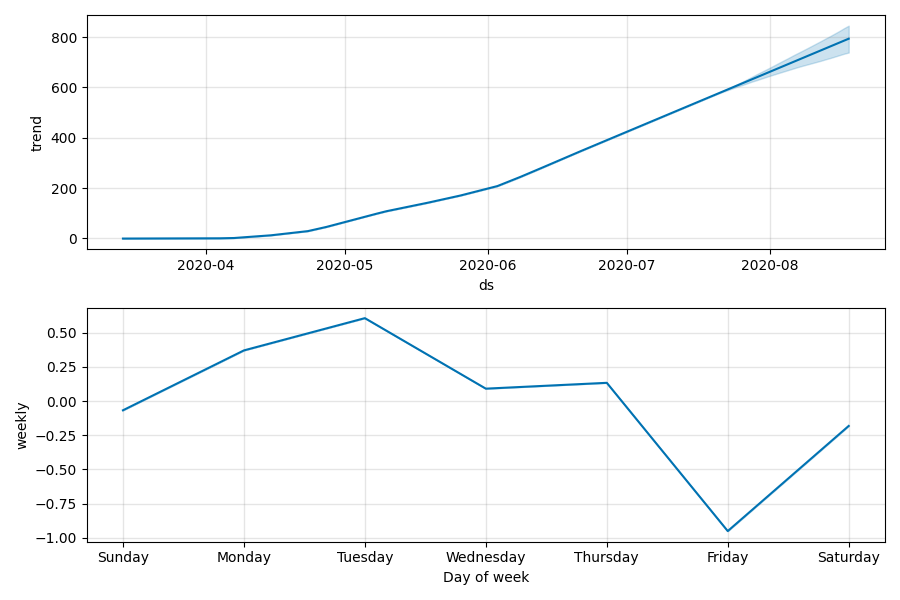 800
600
400
200
0
trend
2020-04 2020-05 2020-06 2020-07 2020-08
ds
0.50
0.25
0.00
−0.25
−0.50
−0.75
−1.00
weekly
Sunday Monday Tuesday Wednesday Thursday Friday Saturday
Day of week